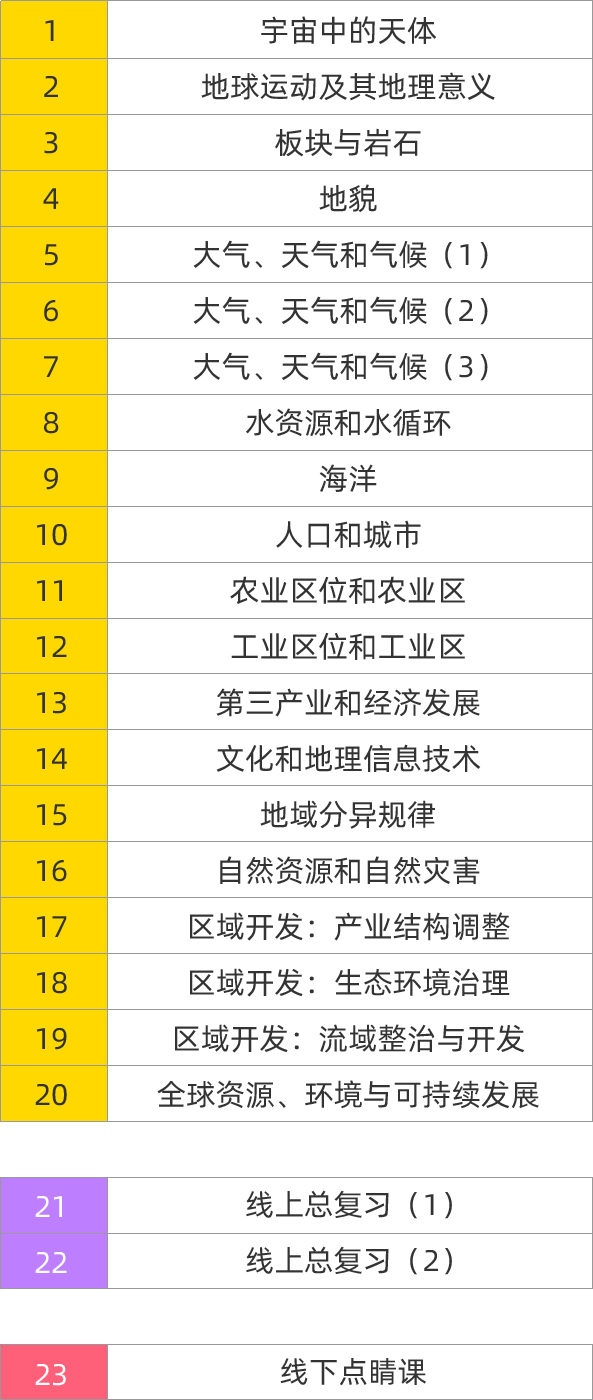 1 宇宙中的天体
2 地球运动及其地理意义
3 板块与岩石
4 地貌
5 大气、天气和气候（1）
6 大气、天气和气候（2）
7 大气、天气和气候（3）
8 水资源和水循环
9 海洋
10 人口和城市
11 农业区位和农业区
12 工业区位和工业区
13 第三产业和经济发展
14 文化和地理信息技术
15 地域分异规律
16 自然资源和自然灾害
17 区域开发：产业结构调整
18 区域开发：生态环境治理
19 区域开发：流域整治与开发
20 全球资源、环境与可持续发展
21 线上总复习（1）
22 线上总复习（2）
23 线下点睛课